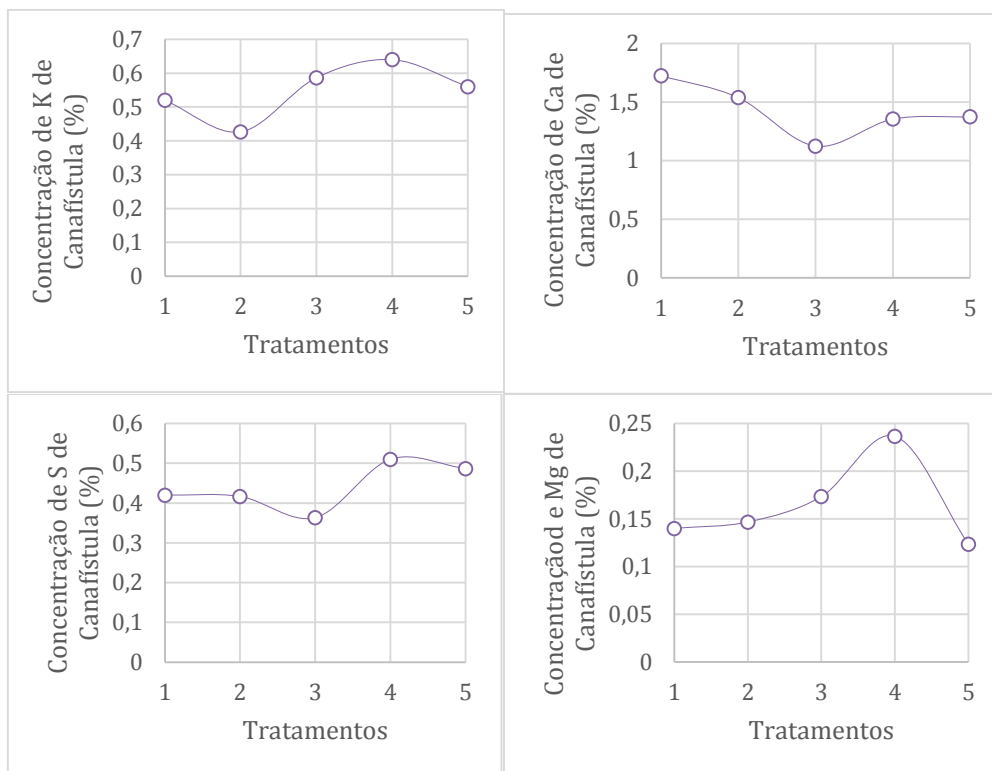 Concentração de K de
Canafístula (%)
0,7
0,6
0,5
0,4
0,3
0,2
0,1
0
1 2 3 4 5
Tratamentos
Concentração de Ca de
Canafístula (%)
2
1,5
1
0,5
0
1 2 3 4 5
Tratamentos
Concentração de S de
Canafístula (%)
0,6
0,5
0,4
0,3
0,2
0,1
0
1 2 3 4 5
Tratamentos
Concentraçãod e Mg de
Canafístula (%)
0,25
0,2
0,15
0,1
0,05
0
1 2 3 4 5
Tratamentos